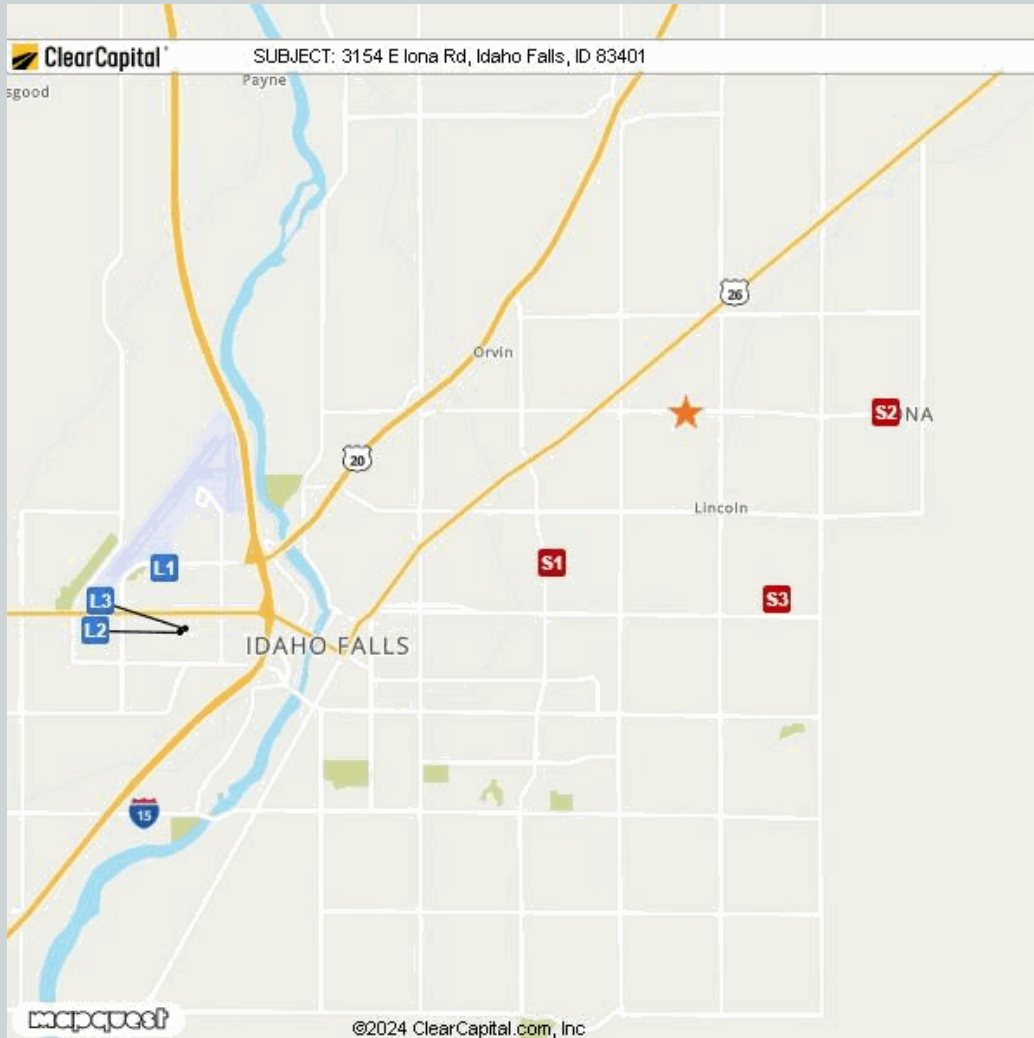 ClearCapital
SUBJECT: 3154 E Iona Rd, Idaho Falls, ID 83401
sgood
Payne
26
Orvin
S2
NA
20
Lincoln
S1
L1
S3
L3
L2
IDAHO FALLS
15
mapquest
©2024 ClearCapital.com, Inc